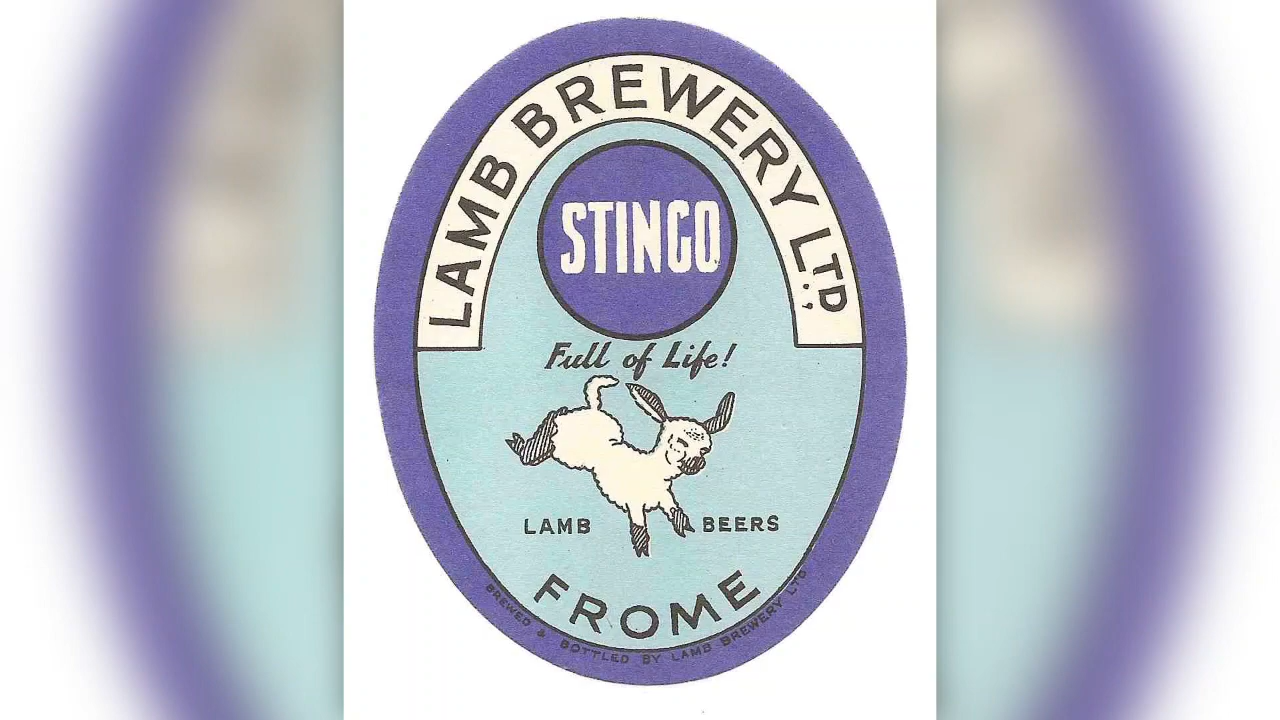 LAMB BREWERY LTD.,
STINGO
Full of Life!
LAMB BEERS
FROME
BREWED & BOTTLED BY LAMB BREWERY LTD